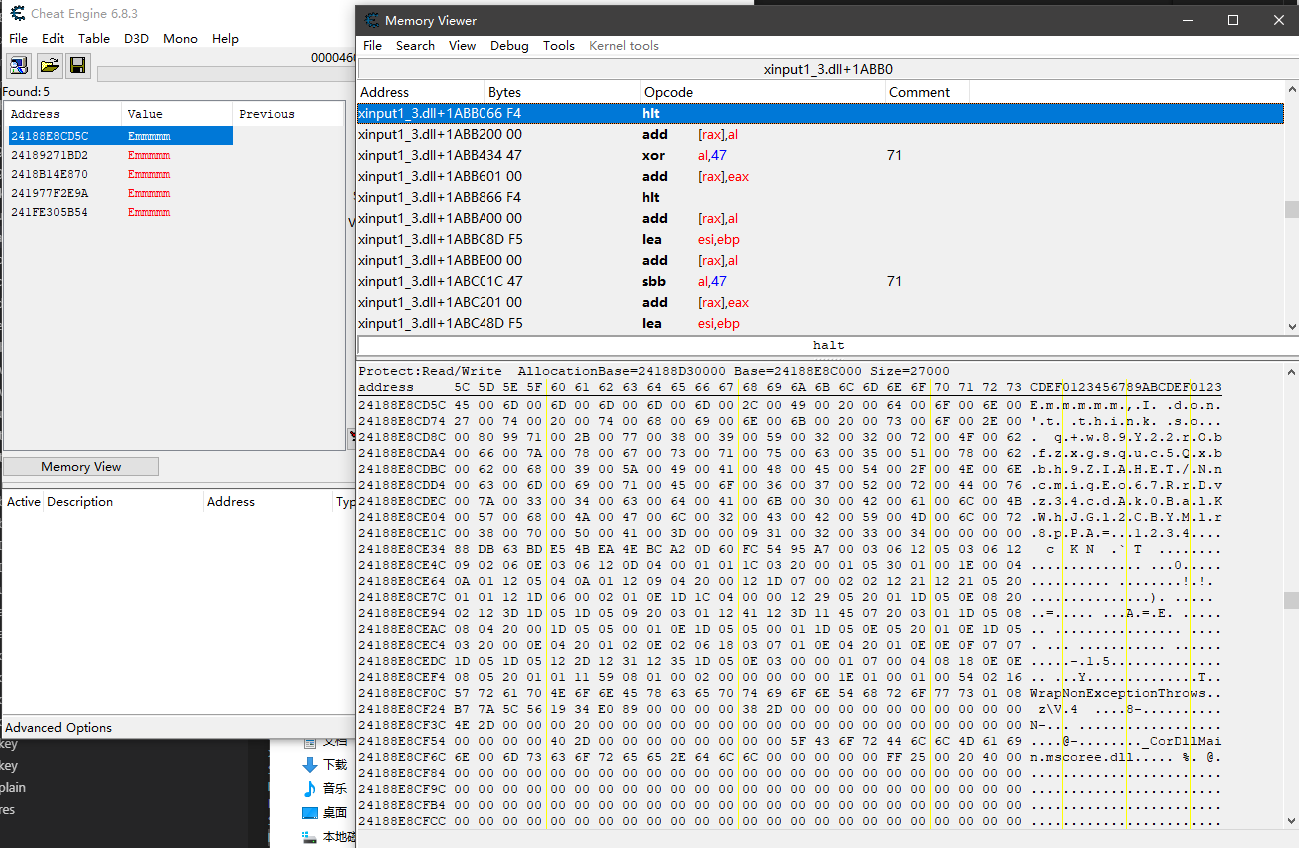 Cheat Engine 6.8.3
File Edit Table D3D Mono Help
Found: 5
Address Value Previous
24188E8CD5C Emmmmm
24189271BD2 Emmmmm
2418B14E870 Emmmmm
241977F2E9A Emmmmm
241FE305B54 Emmmmm
Memory View
Active Description Address Typ
Advanced Options
key
key
plain
res
下载
音乐
桌面
Memory Viewer
File Search View Debug Tools Kernel tools
xinput1_3.dll+1ABB0
Address Bytes Opcode Comment
xinput1_3.dll+1ABB0 66 F4 hlt
xinput1_3.dll+1ABB2 00 00 add [rax],al
xinput1_3.dll+1ABB4 34 47 xor al,47 71
xinput1_3.dll+1ABB6 01 00 add [rax],eax
xinput1_3.dll+1ABB8 66 F4 hlt
xinput1_3.dll+1ABBA 00 00 add [rax],al
xinput1_3.dll+1ABBC 8D F5 lea esi,ebp
xinput1_3.dll+1ABBE 00 00 add [rax],al
xinput1_3.dll+1ABC0 1C 47 sbb al,47 71
xinput1_3.dll+1ABC2 01 00 add [rax],eax
xinput1_3.dll+1ABC4 8D F5 lea esi,ebp
halt
Protect:Read/Write AllocationBase=24188D30000 Base=24188E8C000 Size=27000
address 5C 5D 5E 5F 60 61 62 63 64 65 66 67 68 69 6A 6B 6C 6D 6E 6F 70 71 72 73 CDEF0123456789ABCDEF0123
24188E8CD5C 45 00 6D 00 6D 00 6D 00 6D 00 6D 00 2C 00 49 00 20 00 64 00 6F 00 6E 00 E.m.m.m.m.m.,.I. .d.o.n.
24188E8CD74 27 00 74 00 20 00 74 00 68 00 69 00 6E 00 6B 00 20 00 73 00 6F 00 2E 00 '.t. .t.h.i.n.k. .s.o...
24188E8CD8C 00 80 99 71 00 2B 00 77 00 38 00 39 00 59 00 32 00 32 00 72 00 4F 00 62 . q.+.w.8.9.Y.2.2.r.O.b
24188E8CDA4 00 66 00 7A 00 78 00 67 00 73 00 71 00 75 00 63 00 35 00 51 00 78 00 62 .f.z.x.g.s.q.u.c.5.Q.x.b
24188E8CDBC 00 62 00 68 00 39 00 5A 00 49 00 41 00 48 00 45 00 54 00 2F 00 4E 00 6E .b.h.9.Z.I.A.H.E.T./.N.n
24188E8CDD4 00 63 00 6D 00 69 00 71 00 45 00 6F 00 36 00 37 00 52 00 72 00 44 00 76 .c.m.i.q.E.o.6.7.R.r.D.v
24188E8CDEC 00 7A 00 33 00 34 00 63 00 64 00 41 00 6B 00 30 00 42 00 61 00 6C 00 4B .z.3.4.c.d.A.k.0.B.a.l.K
24188E8CE04 00 57 00 68 00 4A 00 47 00 6C 00 32 00 43 00 42 00 59 00 4D 00 6C 00 72 .W.h.J.G.l.2.C.B.Y.M.l.r
24188E8CE1C 00 38 00 70 00 50 00 41 00 3D 00 00 09 31 00 32 00 33 00 34 00 00 00 00 .8.p.P.A.=...1.2.3.4....
24188E8CE34 88 DB 63 BD E5 4B EA 4E BC A2 0D 60 FC 54 95 A7 00 03 06 12 05 03 06 12 c KN .` T ........
24188E8CE4C 09 02 06 0E 03 06 12 0D 04 00 01 01 1C 03 20 00 01 05 30 01 00 1E 00 04 .............. ...0.....
24188E8CE64 0A 01 12 05 04 0A 01 12 09 04 20 00 12 1D 07 00 02 02 12 21 12 21 05 20 .......... ........!.!.
24188E8CE7C 01 01 12 1D 06 00 02 01 0E 1D 1C 04 00 00 12 29 05 20 01 1D 05 0E 08 20 ...............). .....
24188E8CE94 02 12 3D 1D 05 1D 05 09 20 03 01 12 41 12 3D 11 45 07 20 03 01 1D 05 08 ..=..... ...A.=.E. .....
24188E8CEAC 08 04 20 00 1D 05 05 00 01 0E 1D 05 05 00 01 1D 05 0E 05 20 01 0E 1D 05 .. ................ ....
24188E8CEC4 03 20 00 0E 04 20 01 02 0E 02 06 18 03 07 01 0E 04 20 01 0E 0E 0F 07 07 . ... ........... ......
24188E8CEDC 1D 05 1D 05 12 2D 12 31 12 35 1D 05 0E 03 00 00 01 07 00 04 08 18 0E 0E .....-.1.5..............
24188E8CEF4 08 05 20 01 01 11 59 08 01 00 02 00 00 00 00 00 1E 01 00 01 00 54 02 16 .. ...Y..............T..
24188E8CF0C 57 72 61 70 4E 6F 6E 45 78 63 65 70 74 69 6F 6E 54 68 72 6F 77 73 01 08 WrapNonExceptionThrows..
24188E8CF24 B7 7A 5C 56 19 34 E0 89 00 00 00 00 38 2D 00 00 00 00 00 00 00 00 00 00 z\V.4 ....8-..........
24188E8CF3C 4E 2D 00 00 00 20 00 00 00 00 00 00 00 00 00 00 00 00 00 00 00 00 00 00 N-... ..................
24188E8CF54 00 00 00 00 40 2D 00 00 00 00 00 00 00 00 5F 43 6F 72 44 6C 6C 4D 61 69 ....@-........_CorDllMai
24188E8CF6C 6E 00 6D 73 63 6F 72 65 65 2E 64 6C 6C 00 00 00 00 00 FF 25 00 20 40 00 n.mscoree.dll..... %. @.
24188E8CF84 00 00 00 00 00 00 00 00 00 00 00 00 00 00 00 00 00 00 00 00 00 00 00 00 ........................
24188E8CF9C 00 00 00 00 00 00 00 00 00 00 00 00 00 00 00 00 00 00 00 00 00 00 00 00 ........................
24188E8CFB4 00 00 00 00 00 00 00 00 00 00 00 00 00 00 00 00 00 00 00 00 00 00 00 00 ........................
24188E8CFCC 00 00 00 00 00 00 00 00 00 00 00 00 00 00 00 00 00 00 00 00 00 00 00 00 ........................